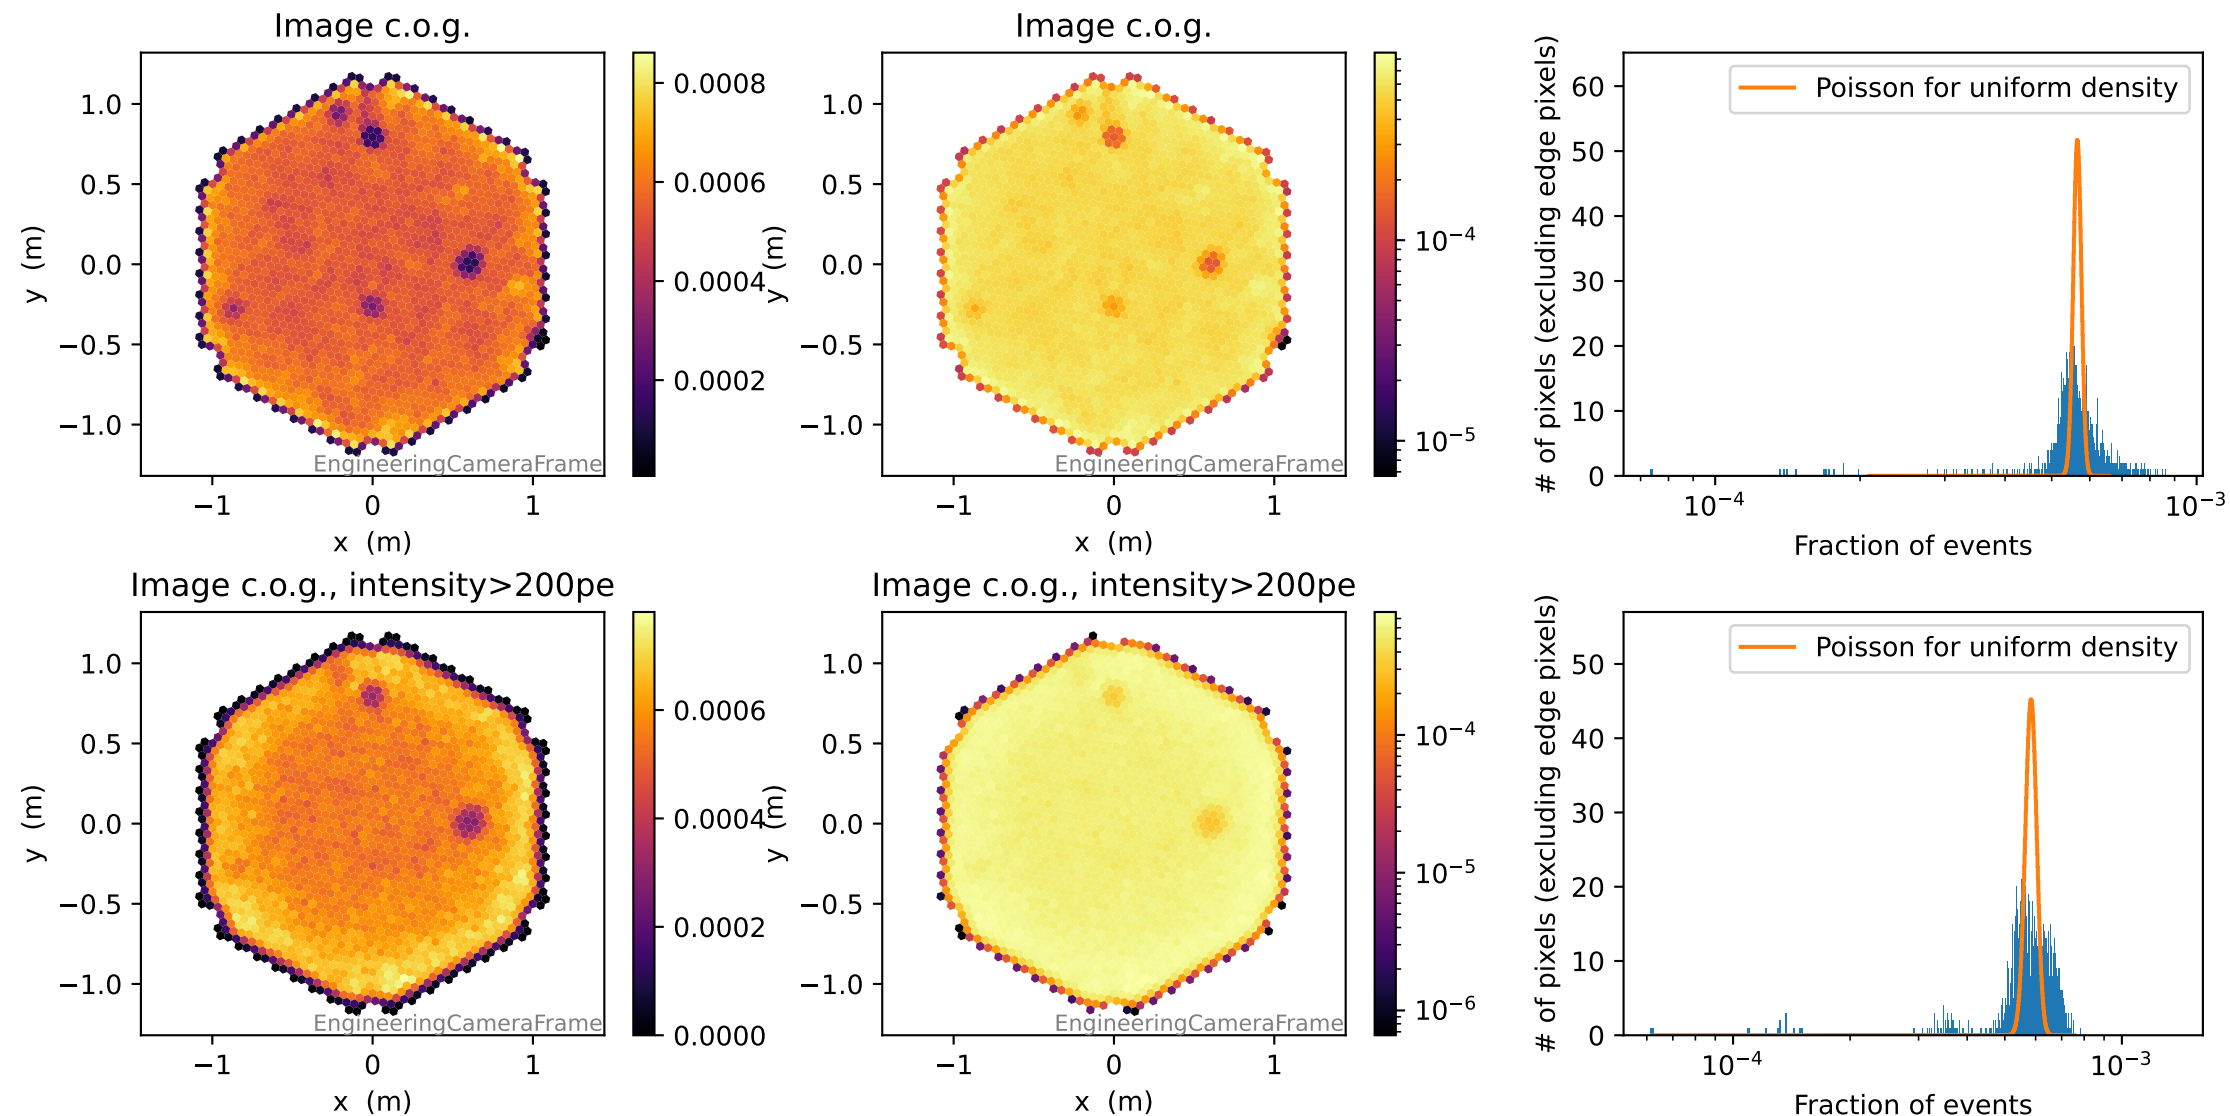 Image c.o.g.
1.0
0.5
0.0
−0.5
−1.0
y (m)
−1 0 1
x (m)
EngineeringCameraFrame
0.0008
0.0006
0.0004
0.0002
Image c.o.g.
1.0
0.5
0.0
−0.5
−1.0
y (m)
−1 0 1
x (m)
EngineeringCameraFrame
10⁻⁴
10⁻⁵
# of pixels (excluding edge pixels)
60
50
40
30
20
10
0
Poisson for uniform density
10⁻⁴ 10⁻³
Fraction of events
Image c.o.g., intensity>200pe
1.0
0.5
0.0
−0.5
−1.0
y (m)
−1 0 1
x (m)
EngineeringCameraFrame
0.0006
0.0004
0.0002
0.0000
Image c.o.g., intensity>200pe
1.0
0.5
0.0
−0.5
−1.0
y (m)
−1 0 1
x (m)
EngineeringCameraFrame
10⁻⁴
10⁻⁵
10⁻⁶
# of pixels (excluding edge pixels)
50
40
30
20
10
0
Poisson for uniform density
10⁻⁴ 10⁻³
Fraction of events